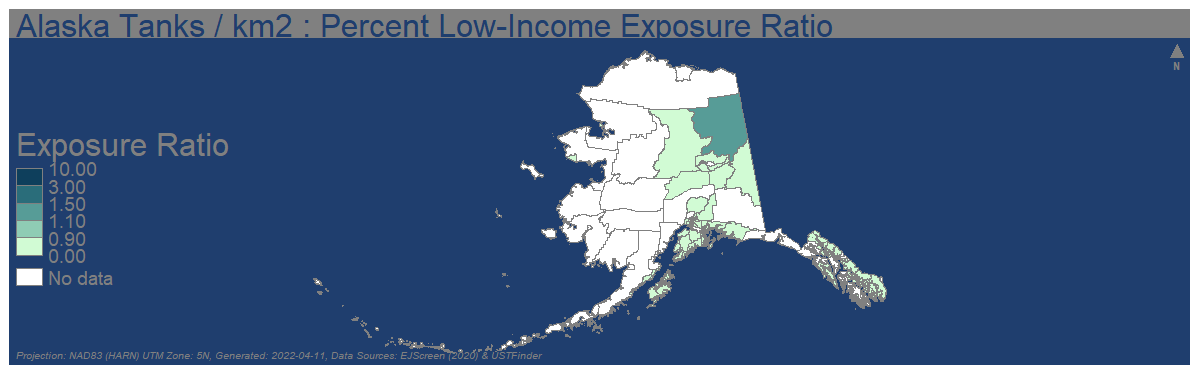 Alaska Tanks / km2 : Percent Low-Income Exposure Ratio
N
Exposure Ratio
10.00
3.00
1.50
1.10
0.90
0.00
No data
Projection: NAD83 (HARN) UTM Zone: 5N, Generated: 2022-04-11, Data Sources: EJScreen (2020) & USTFinder